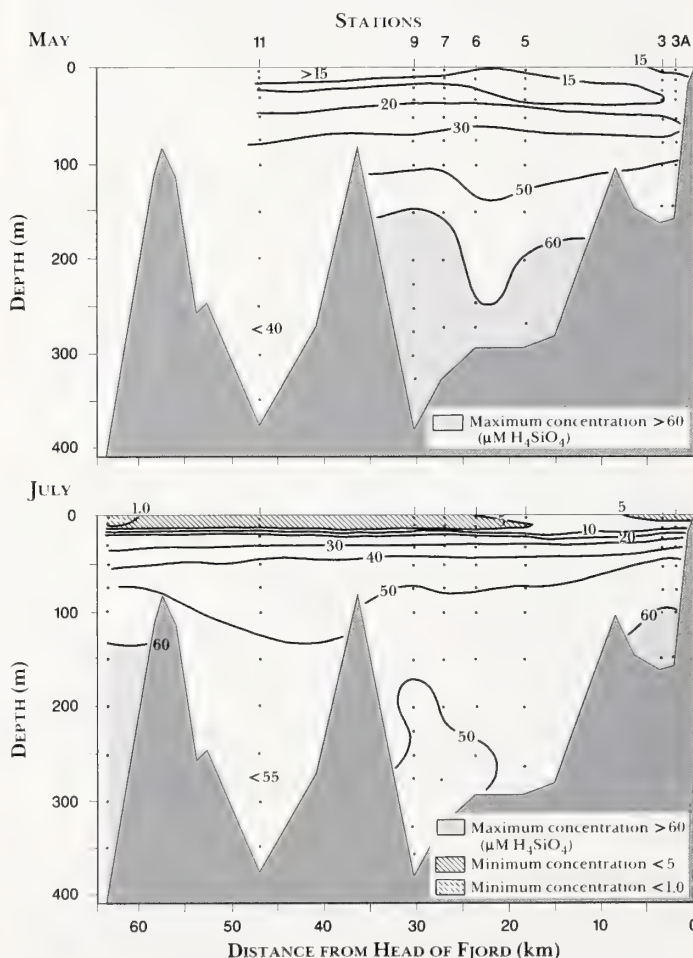 STATIONS
MAY
11 9 7 6 5 3 3A
0
100
200
300
400
DEPTH (m)
>15
15
15
20
30
50
60
<40
Maximum concentration >60
(µM H₄SiO₄)
JULY
0
100
200
300
400
DEPTH (m)
1.0
5
5
10
20
30
40
50
60
60
50
<55
Maximum concentration >60
(µM H₄SiO₄)
Minimum concentration <5
Minimum concentration <1.0
60 50 40 30 20 10 0
DISTANCE FROM HEAD OF FJORD (km)